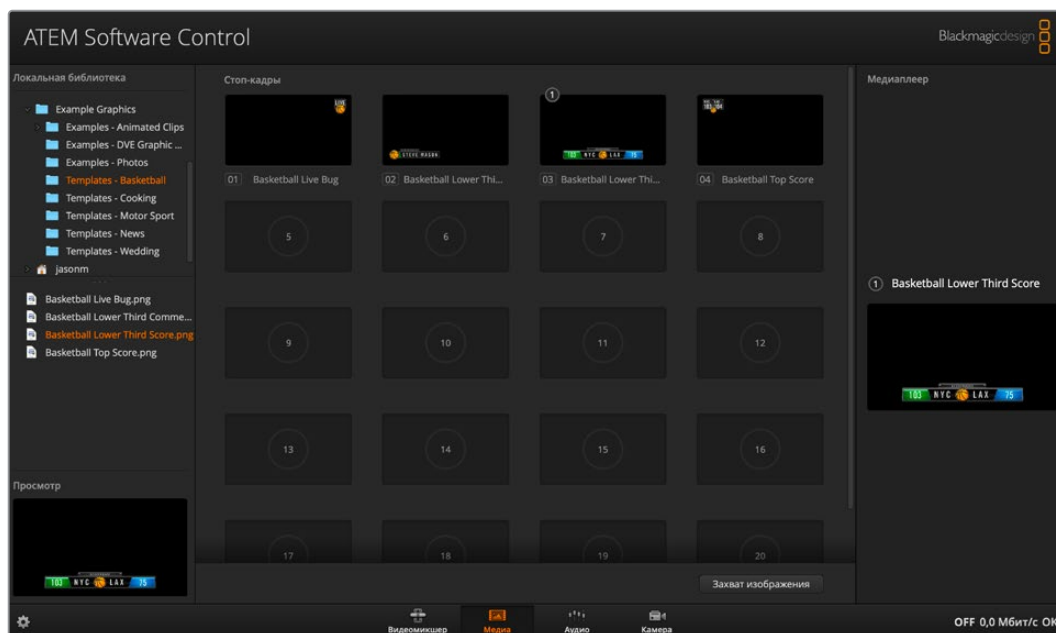 ATEM Software Control
Blackmagicdesign
Локальная библиотека
Example Graphics
Examples - Animated Clips
Examples - DVE Graphic ...
Examples - Photos
Templates - Basketball
Templates - Cooking
Templates - Motor Sport
Templates - News
Templates - Wedding
jasonm
Basketball Live Bug.png
Basketball Lower Third Comme...
Basketball Lower Third Score.png
Basketball Top Score.png
Просмотр
103 NYC LAX 75
Стоп-кадры
LIVE
STEVE MASON
1
103 NYC LAX 75
103 104
01 Basketball Live Bug
02 Basketball Lower Thi...
03 Basketball Lower Thi...
04 Basketball Top Score
5 6 7 8
9 10 11 12
13 14 15 16
17 18 19 20
Захват изображения
Медиаплеер
1 Basketball Lower Third Score
103 NYC LAX 75
Видеомикшер
Медиа
Аудио
Камера
OFF 0,0 Мбит/с OK